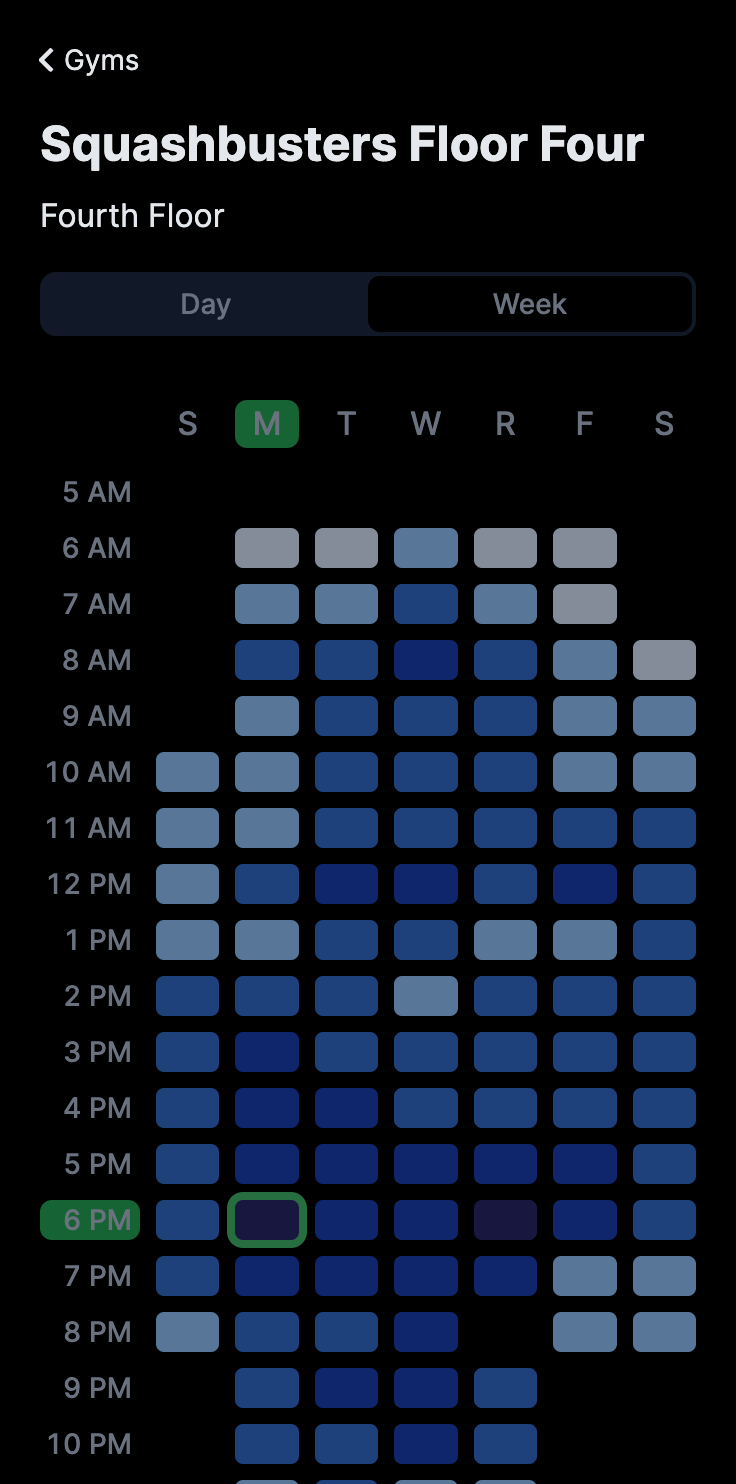 Gyms
Squashbusters Floor Four
Fourth Floor
Day Week
S M T W R F S
5 AM
6 AM
7 AM
8 AM
9 AM
10 AM
11 AM
12 PM
1 PM
2 PM
3 PM
4 PM
5 PM
6 PM
7 PM
8 PM
9 PM
10 PM